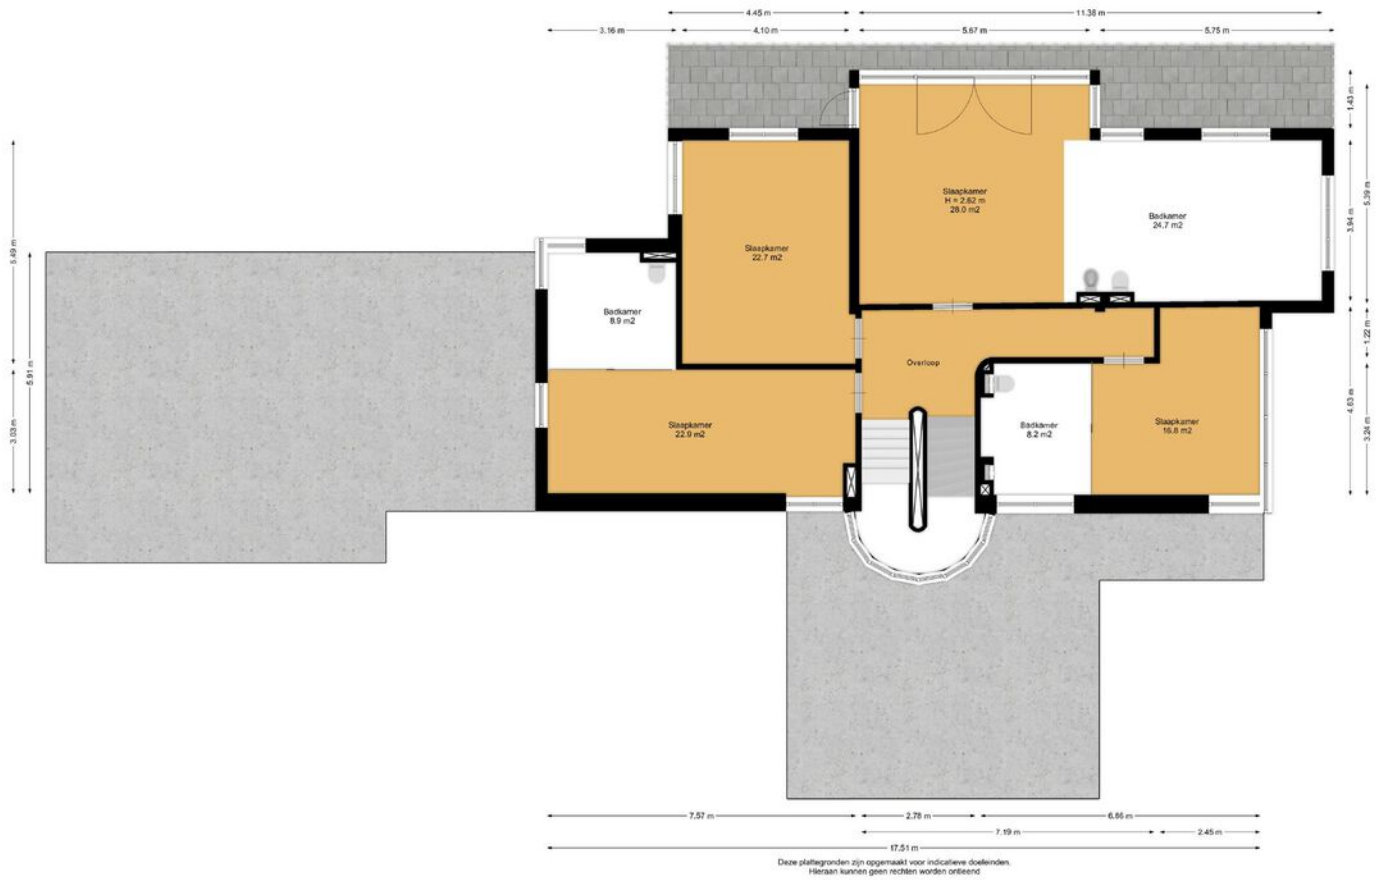 4.45 m
11.38 m
3.16 m
4.10 m
5.67 m
5.75 m
1.43 m
5.39 m
3.94 m
5.49 m
5.91 m
3.03 m
1.22 m
4.63 m
3.24 m
Slaapkamer
H = 2.62 m
28.0 m2
Badkamer
24.7 m2
Slaapkamer
22.7 m2
Badkamer
8.9 m2
Overloop
Slaapkamer
22.9 m2
Badkamer
8.2 m2
Slaapkamer
16.8 m2
7.57 m
2.78 m
6.86 m
7.19 m
2.45 m
17.51 m
Deze plattegronden zijn opgemaakt voor indicatieve doeleinden.
Hieraan kunnen geen rechten worden ontleend